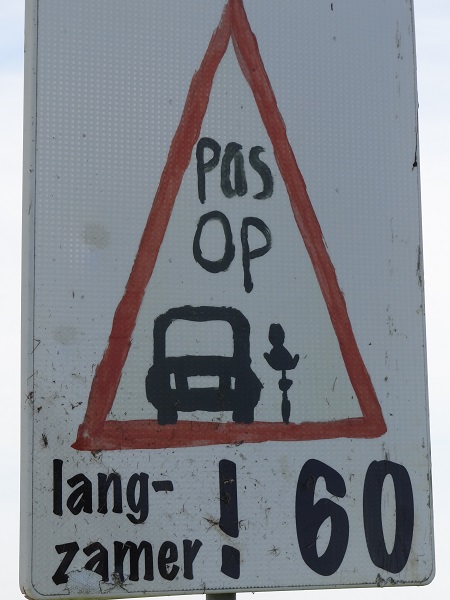 pas
op
lang-
zamer ! 60